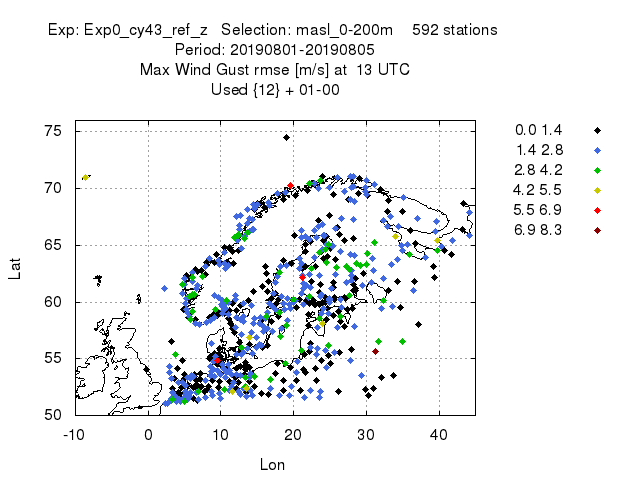 Exp: Exp0_cy43_ref_z Selection: masl_0-200m 592 stations
Period: 20190801-20190805
Max Wind Gust rmse [m/s] at 13 UTC
Used {12} + 01-00
0.0 1.4
1.4 2.8
2.8 4.2
4.2 5.5
5.5 6.9
6.9 8.3
75
70
65
60
55
50
Lat
-10 0 10 20 30 40
Lon